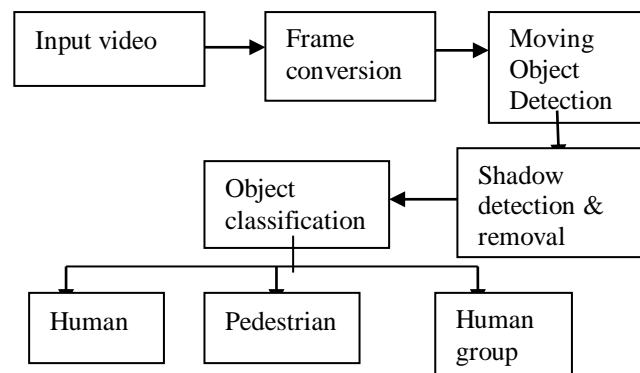 Input video
Frame
conversion
Moving
Object
Detection
Shadow
detection &
removal
Object
classification
Human
Pedestrian
Human
group